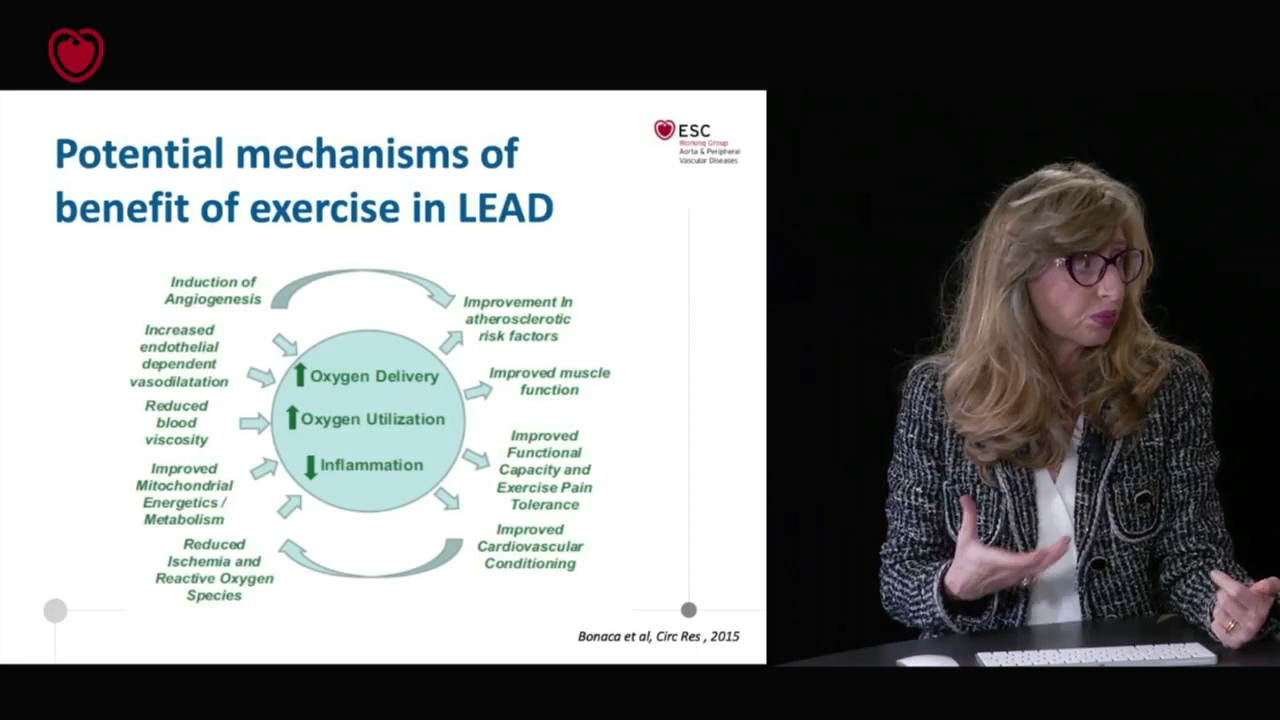 Potential mechanisms of
benefit of exercise in LEAD
ESC
Working Group
Aorta & Peripheral
Vascular Diseases
Induction of
Angiogenesis
Increased
endothelial
dependent
vasodilatation
Reduced
blood
viscosity
Improved
Mitochondrial
Energetics /
Metabolism
Reduced
Ischemia and
Reactive Oxygen
Species
Oxygen Delivery
Oxygen Utilization
Inflammation
Improvement In
atherosclerotic
risk factors
Improved muscle
function
Improved
Functional
Capacity and
Exercise Pain
Tolerance
Improved
Cardiovascular
Conditioning
Bonaca et al, Circ Res , 2015